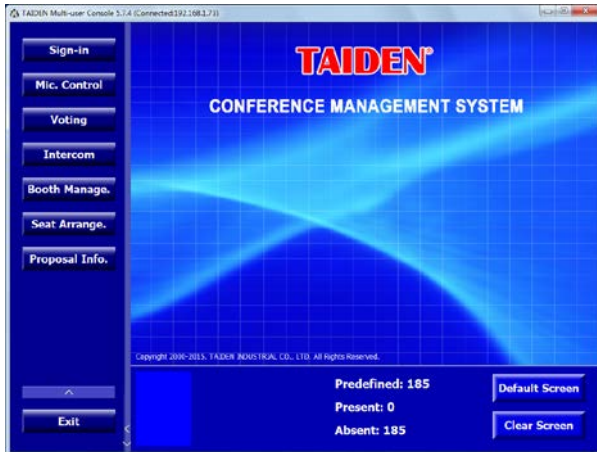 TAIDEN Multi-user Console 5.7.4 (Connected:192.168.1.73)
Sign-in
Mic. Control
Voting
Intercom
Booth Manage.
Seat Arrange.
Proposal Info.
Exit
TAIDEN®
CONFERENCE MANAGEMENT SYSTEM
Copyright 2000-2015. TAIDEN INDUSTRIAL CO., LTD. All Rights Reserved.
Predefined: 185
Present: 0
Absent: 185
Default Screen
Clear Screen